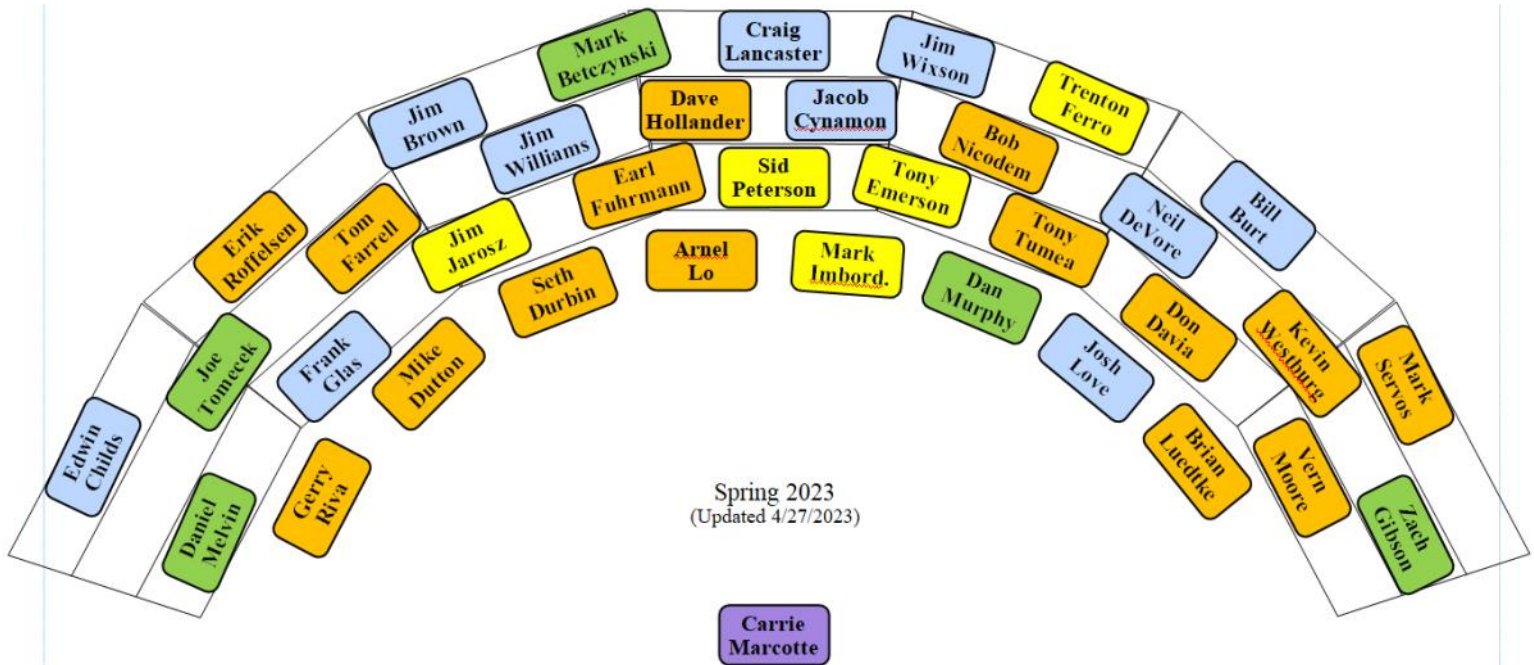 Craig
Lancaster
Mark
Betczynski
Jim
Wixson
Jim
Brown
Trenton
Ferro
Dave
Hollander
Jacob
Cynamon
Jim
Williams
Bob
Nicodem
Erik
Roffelsen
Bill
Burt
Earl
Fuhrmann
Sid
Peterson
Tony
Emerson
Tom
Farrell
Neil
DeVore
Jim
Jarosz
Tony
Tumea
Seth
Durbin
Arnel
Lo
Mark
Imbord.
Dan
Murphy
Don
Davia
Kevin
Westburg
Mark
Servos
Joe
Tomecek
Frank
Glas
Mike
Dutton
Josh
Love
Edwin
Childs
Daniel
Melvin
Gerry
Riva
Brian
Luedtke
Vern
Moore
Zach
Gibson
Spring 2023
(Updated 4/27/2023)
Carrie
Marcotte